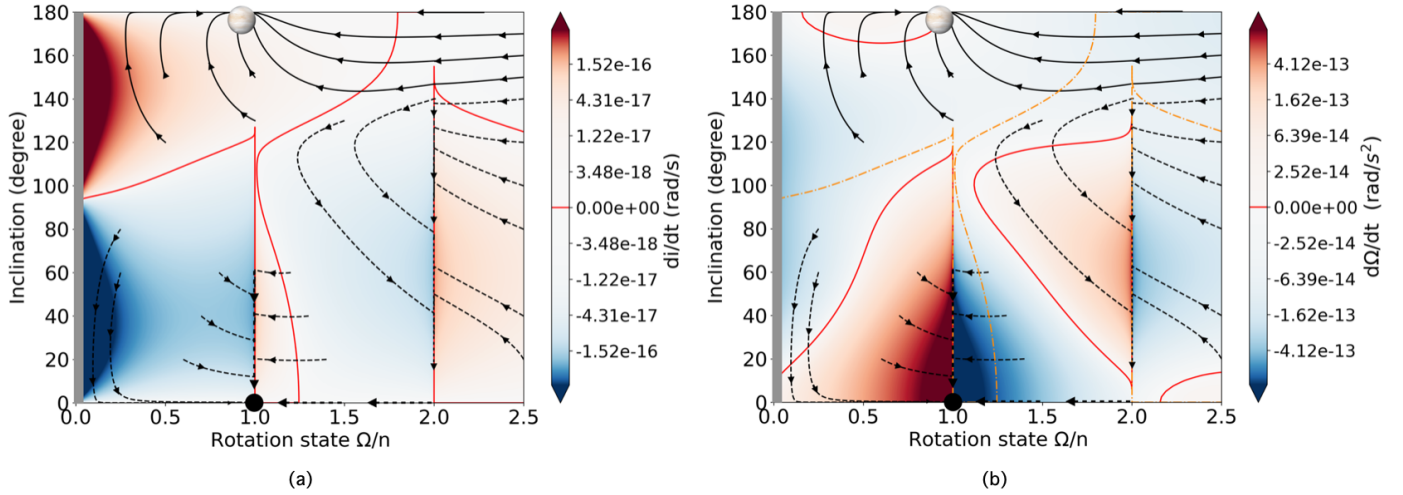 180
160
140
120
100
80
60
40
20
0
Inclination (degree)
0.0 0.5 1.0 1.5 2.0 2.5
Rotation state Ω/n
1.52e-16
4.31e-17
1.22e-17
3.48e-18
0.00e+00
-3.48e-18
-1.22e-17
-4.31e-17
-1.52e-16
di/dt (rad/s)
(a)
180
160
140
120
100
80
60
40
20
0
Inclination (degree)
0.0 0.5 1.0 1.5 2.0 2.5
Rotation state Ω/n
4.12e-13
1.62e-13
6.39e-14
2.52e-14
0.00e+00
-2.52e-14
-6.39e-14
-1.62e-13
-4.12e-13
dΩ/dt (rad/s²)
(b)